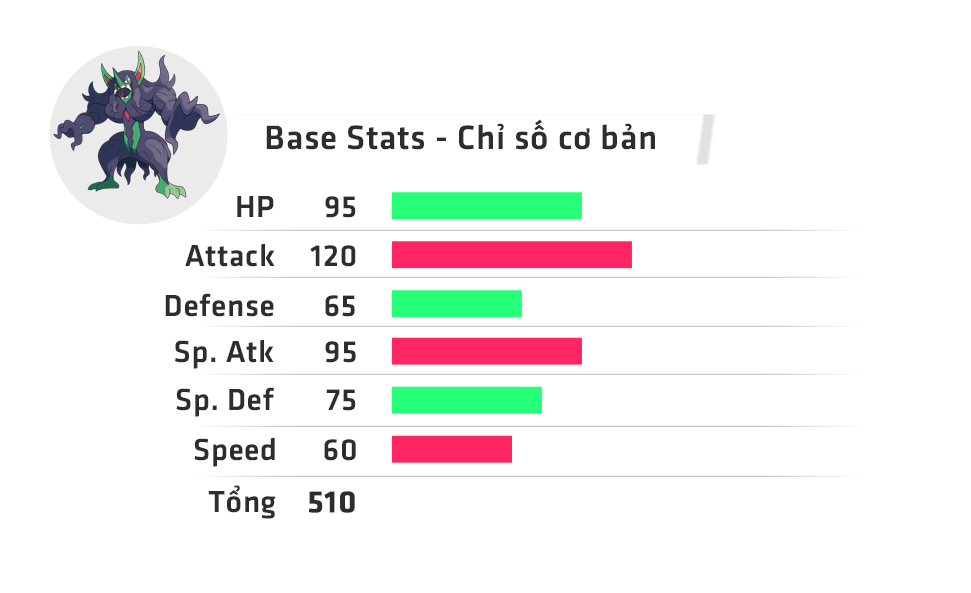 Base Stats - Chỉ số cơ bản
HP 95
Attack 120
Defense 65
Sp. Atk 95
Sp. Def 75
Speed 60
Tổng 510